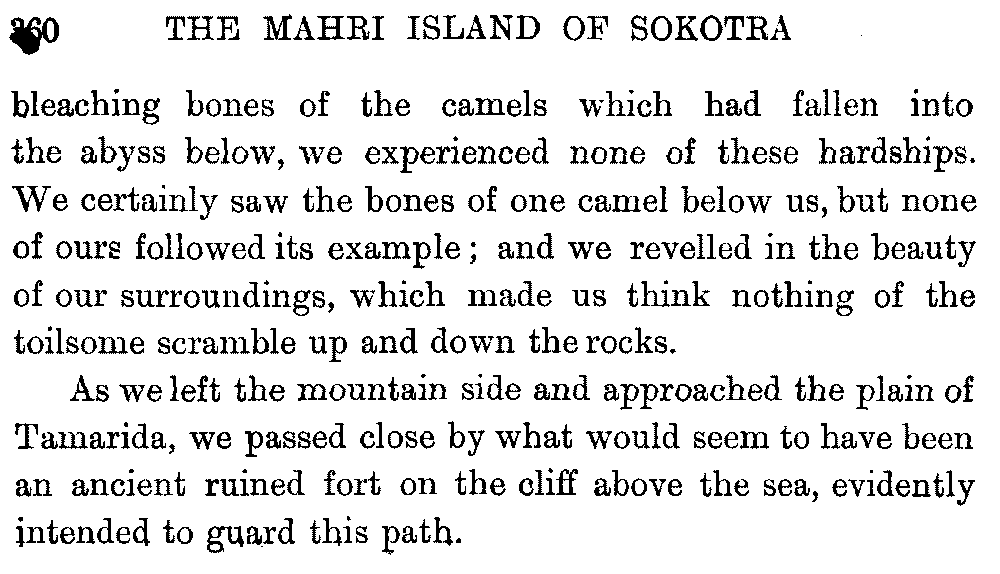 360 THE MAHRI ISLAND OF SOKOTRA
bleaching bones of the camels which had fallen into
the abyss below, we experienced none of these hardships.
We certainly saw the bones of one camel below us, but none
of ours followed its example; and we revelled in the beauty
of our surroundings, which made us think nothing of the
toilsome scramble up and down the rocks.
As we left the mountain side and approached the plain of
Tamarida, we passed close by what would seem to have been
an ancient ruined fort on the cliff above the sea, evidently
intended to guard this path.